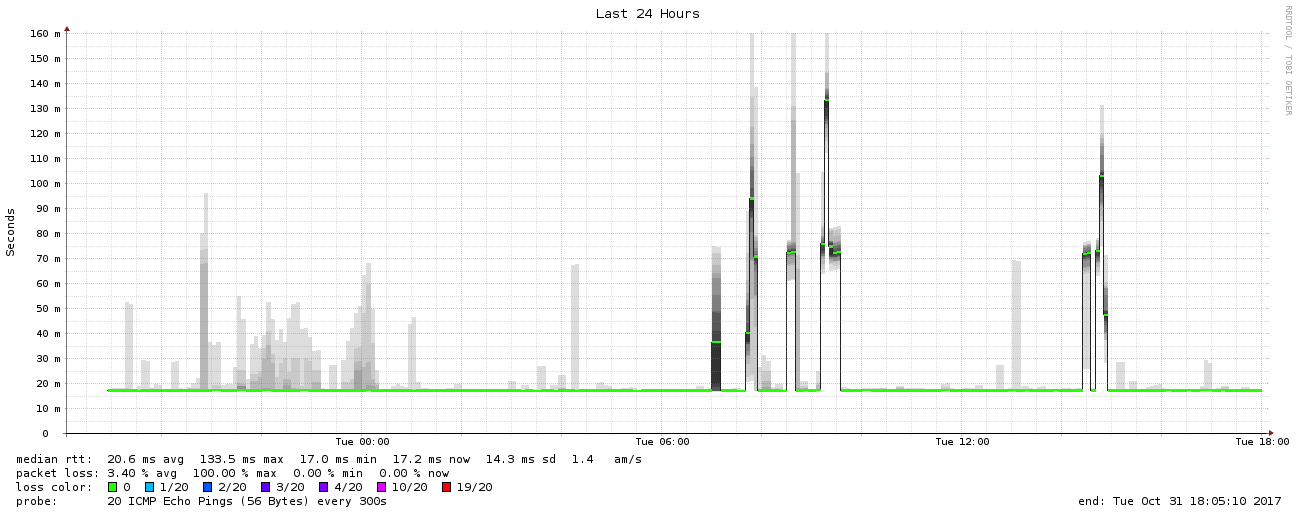 Last 24 Hours
RRDTOOL / TOBI OETIKER
Seconds
160 m
150 m
140 m
130 m
120 m
110 m
100 m
90 m
80 m
70 m
60 m
50 m
40 m
30 m
20 m
10 m
0
Tue 00:00 Tue 06:00 Tue 12:00 Tue 18:00
median rtt: 20.6 ms avg 133.5 ms max 17.0 ms min 17.2 ms now 14.3 ms sd 1.4 am/s
packet loss: 3.40 % avg 100.00 % max 0.00 % min 0.00 % now
loss color: 0 1/20 2/20 3/20 4/20 10/20 19/20
probe: 20 ICMP Echo Pings (56 Bytes) every 300s end: Tue Oct 31 18:05:10 2017